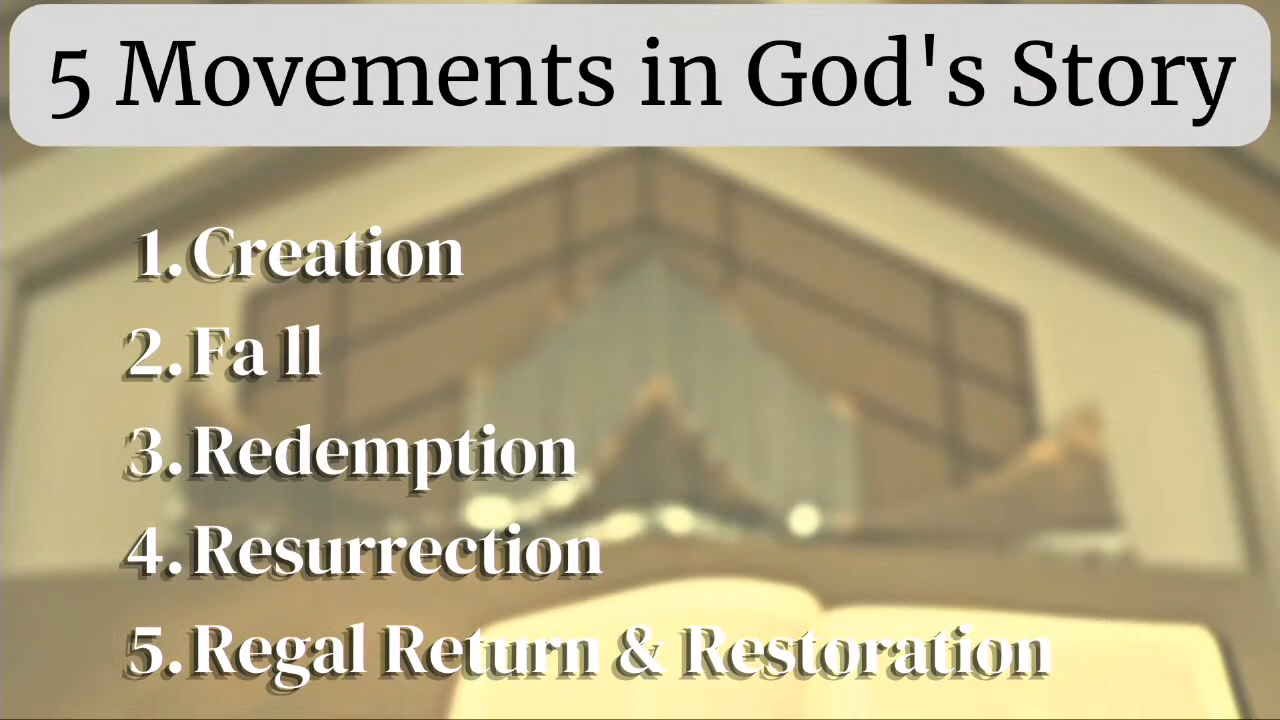 5 Movements in God's Story
1. Creation
2. Fa ll
3. Redemption
4. Resurrection
5. Regal Return & Restoration